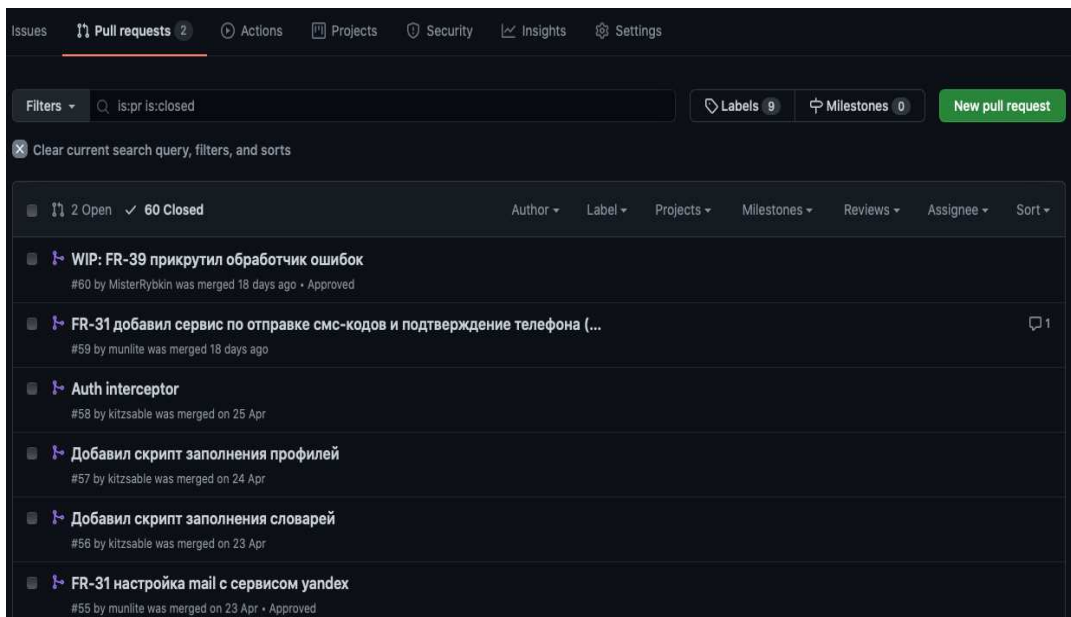 Issues Pull requests 2 Actions Projects Security Insights Settings
Filters is:pr is:closed Labels 9 Milestones 0 New pull request
Clear current search query, filters, and sorts
2 Open 60 Closed Author Label Projects Milestones Reviews Assignee Sort
WIP: FR-39 прикрутил обработчик ошибок
#60 by MisterRybkin was merged 18 days ago • Approved
FR-31 добавил сервис по отправке смс-кодов и подтверждение телефона (... 1
#59 by munlite was merged 18 days ago
Auth interceptor
#58 by kitzsable was merged on 25 Apr
Добавил скрипт заполнения профилей
#57 by kitzsable was merged on 24 Apr
Добавил скрипт заполнения словарей
#56 by kitzsable was merged on 23 Apr
FR-31 настройка mail с сервисом yandex
#55 by munlite was merged on 23 Apr • Approved